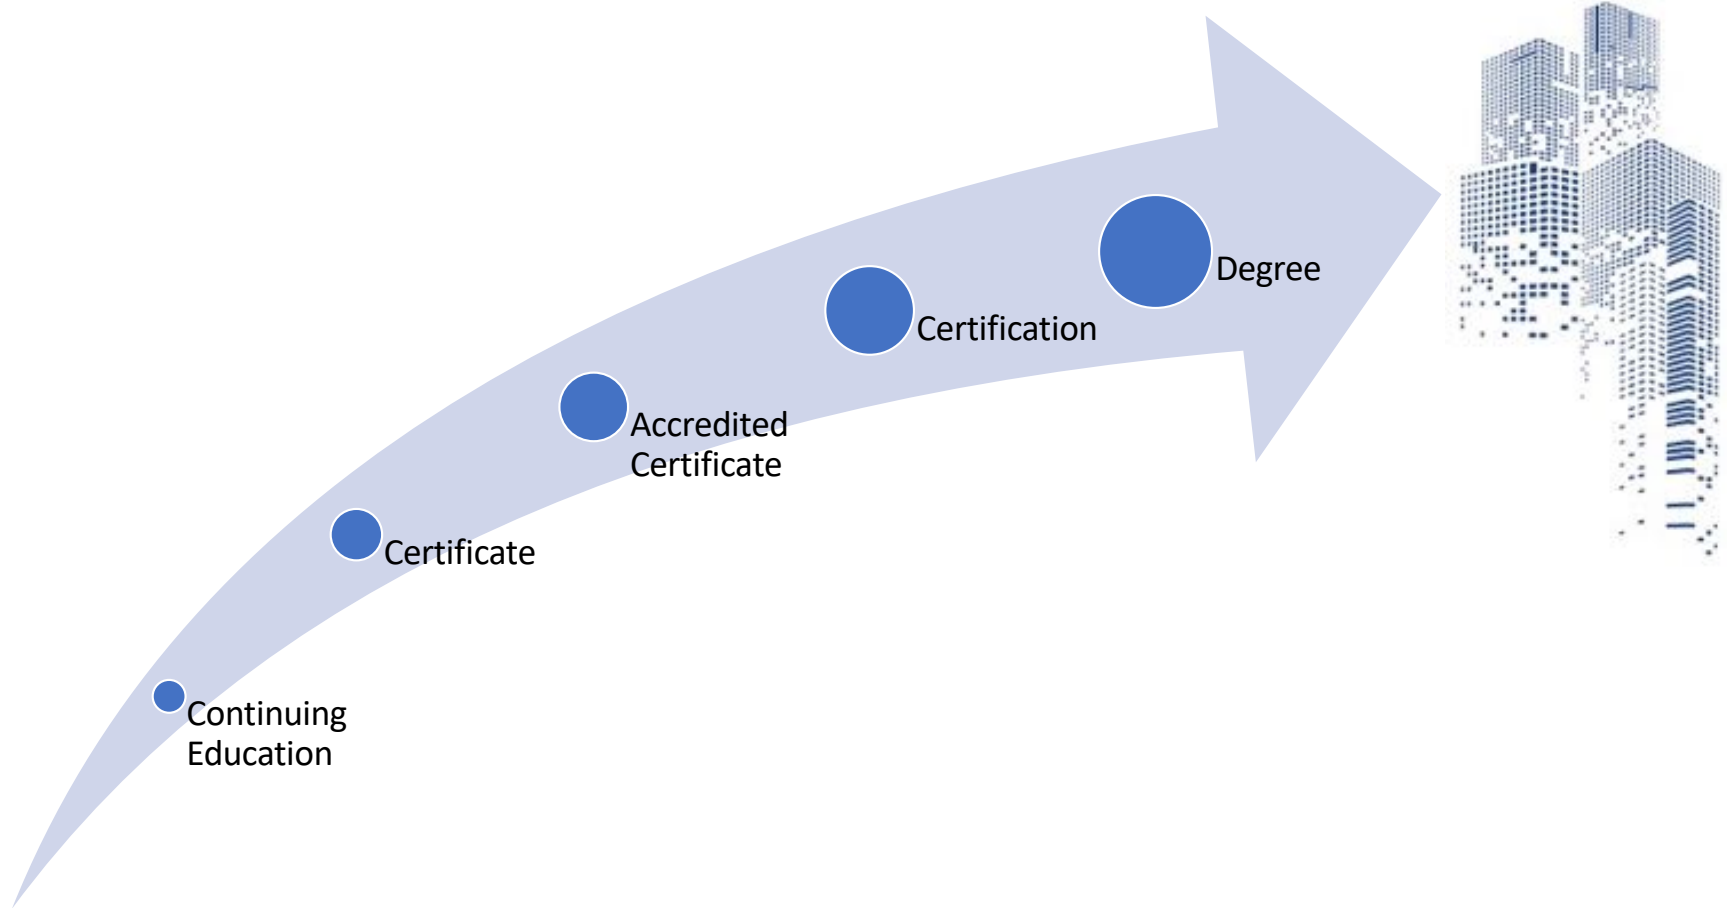 Degree
Certification
Accredited
Certificate
Certificate
Continuing
Education